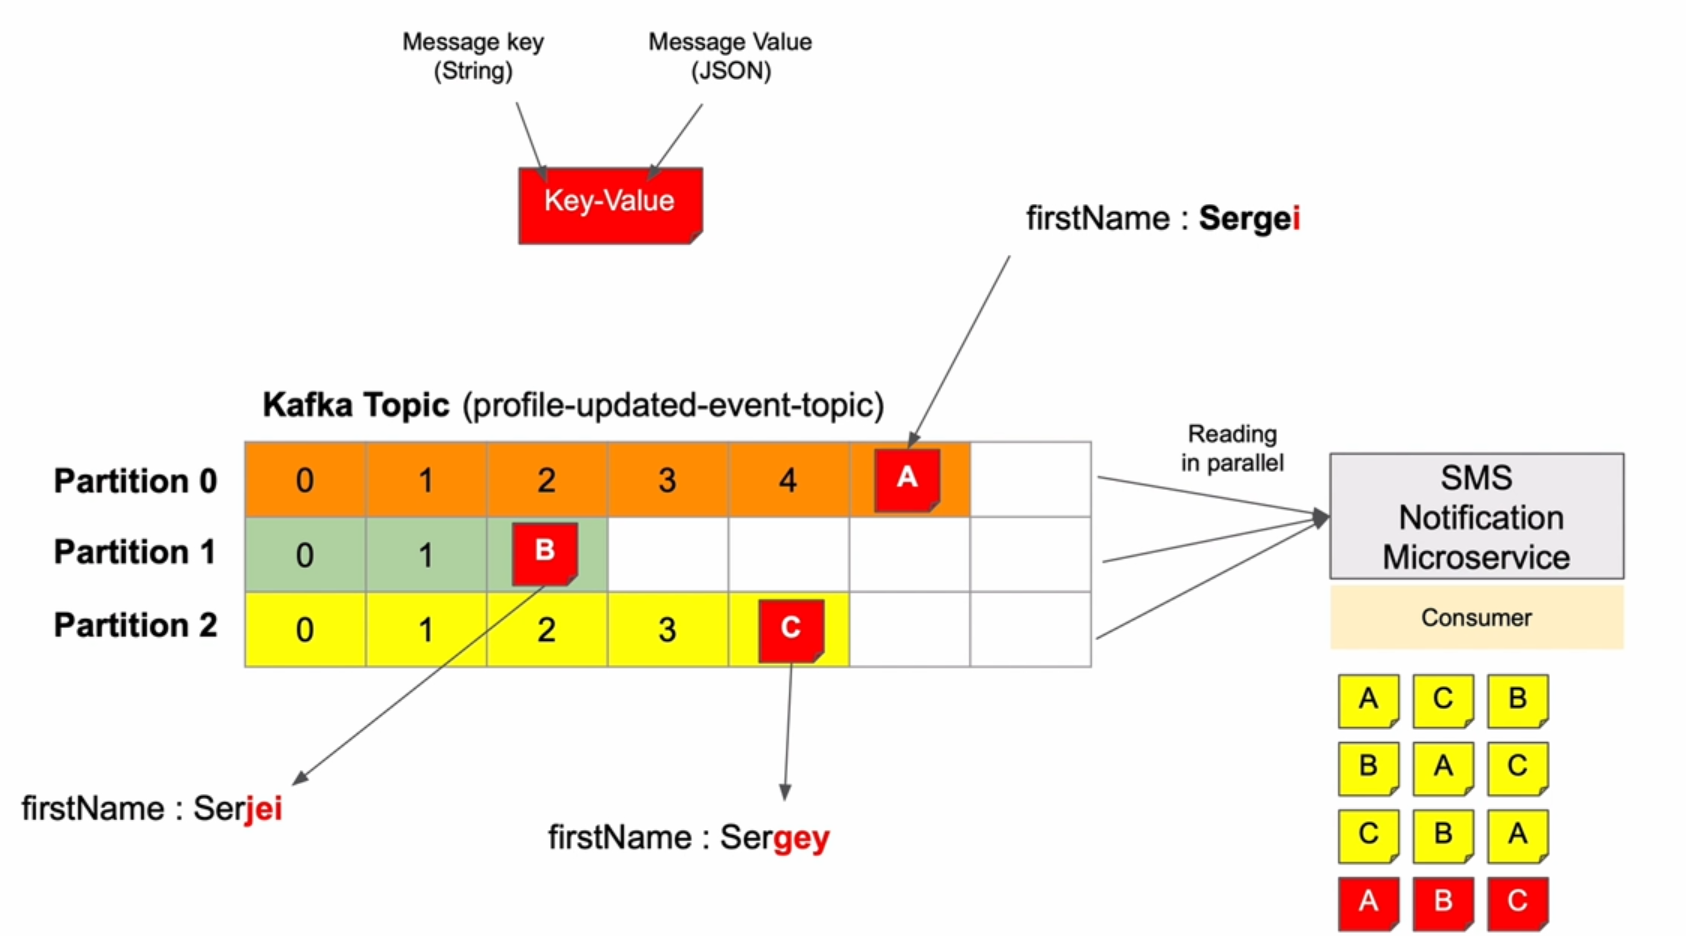 Message key
(String)
Message Value
(JSON)
Key-Value
firstName : Sergei
Kafka Topic (profile-updated-event-topic)
Partition 0
0 1 2 3 4 A
Partition 1
0 1 B
Partition 2
0 1 2 3 C
Reading
in parallel
SMS
Notification
Microservice
Consumer
A C B
B A C
C B A
A B C
firstName : Serjei
firstName : Sergey